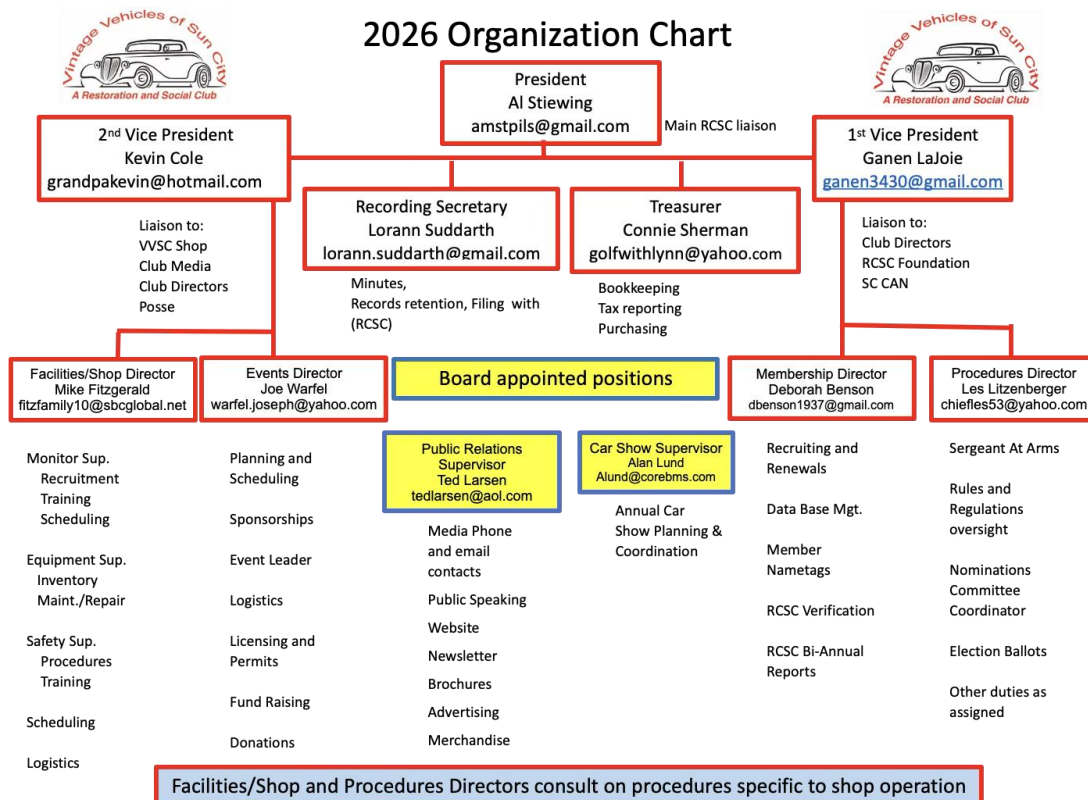 Vintage Vehicles of Sun City
A Restoration and Social Club
2026 Organization Chart
Vintage Vehicles of Sun City
A Restoration and Social Club
President
Al Stiewing
amstpils@gmail.com
Main RCSC liaison
2nd Vice President
Kevin Cole
grandpakevin@hotmail.com
1st Vice President
Ganen LaJoie
ganen3430@gmail.com
Recording Secretary
Lorann Suddarth
lorann.suddarth@gmail.com
Treasurer
Connie Sherman
golfwithlynn@yahoo.com
Liaison to:
VVSC Shop
Club Media
Club Directors
Posse
Minutes,
Records retention, Filing with
(RCSC)
Bookkeeping
Tax reporting
Purchasing
Liaison to:
Club Directors
RCSC Foundation
SC CAN
Facilities/Shop Director
Mike Fitzgerald
fitzfamily10@sbcglobal.net
Events Director
Joe Warfel
warfel.joseph@yahoo.com
Board appointed positions
Membership Director
Deborah Benson
dbenson1937@gmail.com
Procedures Director
Les Litzenberger
chiefles53@yahoo.com
Monitor Sup.
Recruitment
Training
Scheduling
Equipment Sup.
Inventory
Maint./Repair
Safety Sup.
Procedures
Training
Scheduling
Logistics
Planning and
Scheduling
Sponsorships
Event Leader
Logistics
Licensing and
Permits
Fund Raising
Donations
Public Relations
Supervisor
Ted Larsen
tedlarsen@aol.com
Media Phone
and email
contacts
Public Speaking
Website
Newsletter
Brochures
Advertising
Merchandise
Car Show Supervisor
Alan Lund
Alund@corebms.com
Annual Car
Show Planning &
Coordination
Recruiting and
Renewals
Data Base Mgt.
Member
Nametags
RCSC Verification
RCSC Bi-Annual
Reports
Sergeant At Arms
Rules and
Regulations
oversight
Nominations
Committee
Coordinator
Election Ballots
Other duties as
assigned
Facilities/Shop and Procedures Directors consult on procedures specific to shop operation